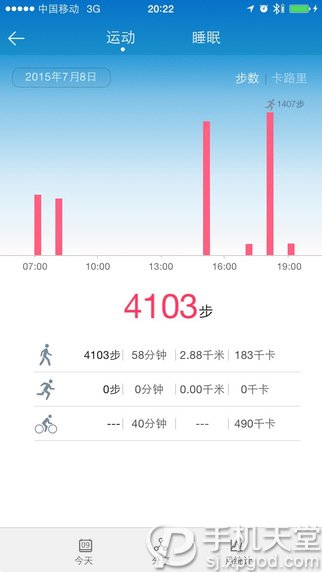 中国移动 3G 20:22
运动 睡眠
2015年7月8日 步数 卡路里
1407步
07:00 10:00 13:00 16:00 19:00
4103步
4103步 58分钟 2.88千米 183千卡
0步 0分钟 0.00千米 0千卡
--- 40分钟 --- 490千卡
09
今天 月统计
手机天堂
sjxpgod.com